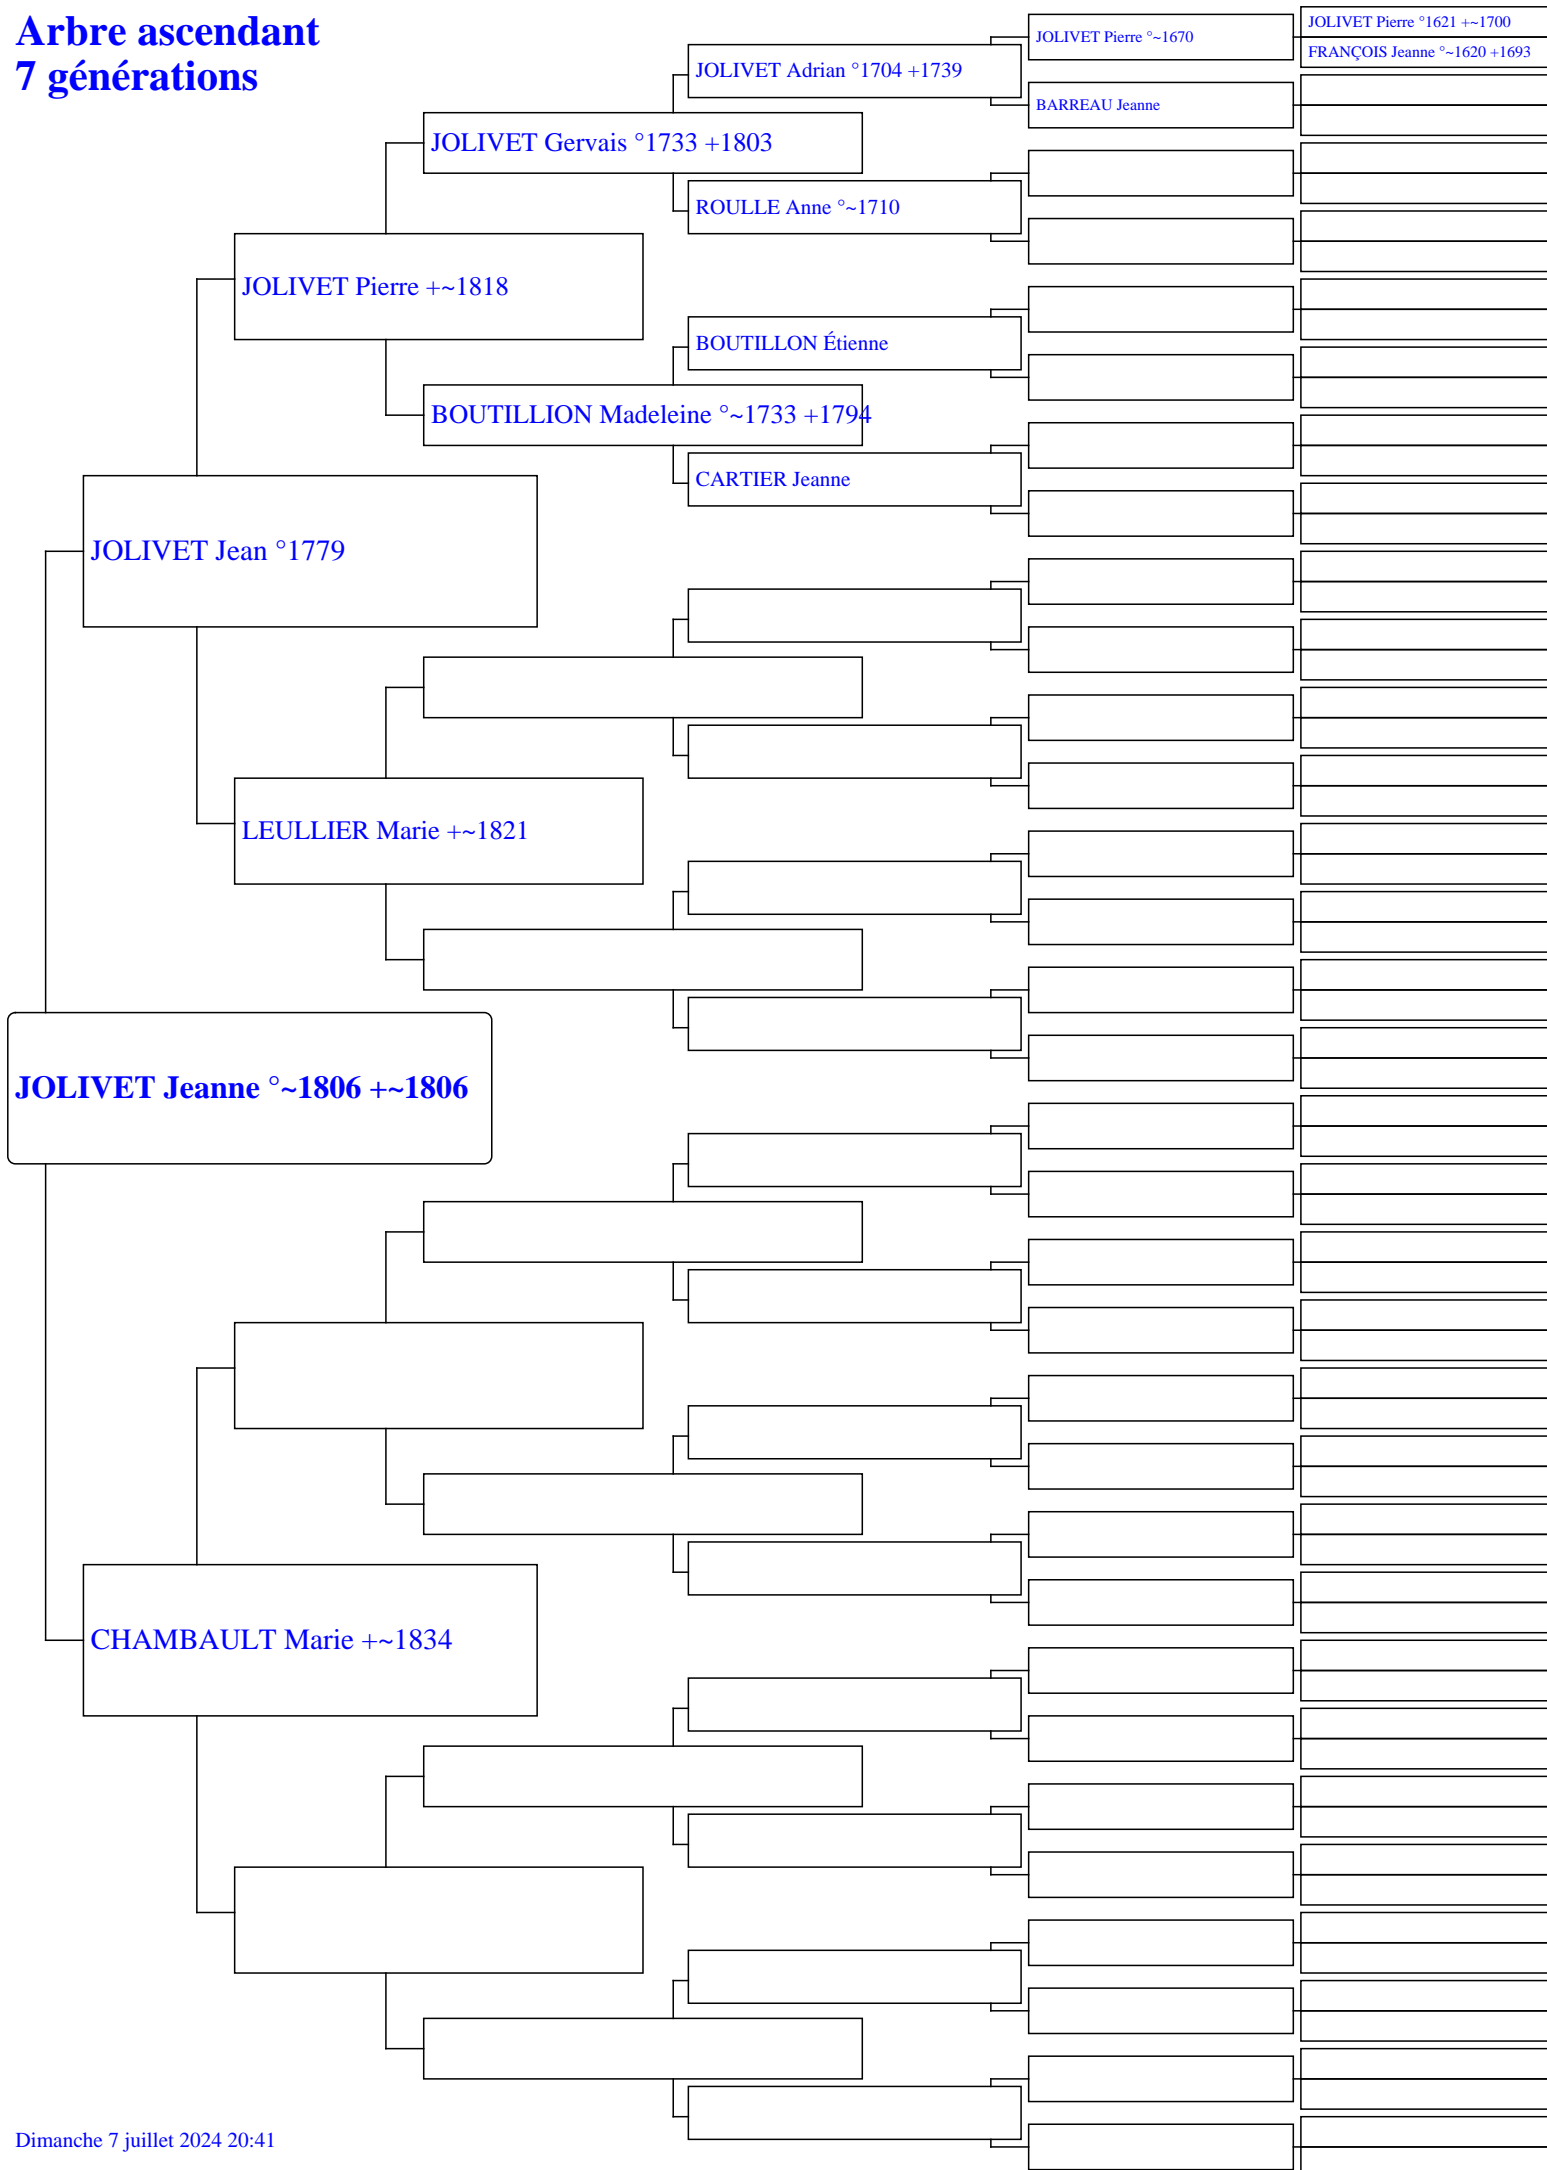 Arbre ascendant
7 générations
JOLIVET Pierre °1621 +~1700
JOLIVET Pierre °~1670
FRANÇOIS Jeanne °~1620 +1693
JOLIVET Adrian °1704 +1739
BARREAU Jeanne
JOLIVET Gervais °1733 +1803
ROULLE Anne °~1710
JOLIVET Pierre +~1818
BOUTILLON Étienne
BOUTILLION Madeleine °~1733 +1794
CARTIER Jeanne
JOLIVET Jean °1779
LEULLIER Marie +~1821
JOLIVET Jeanne °~1806 +~1806
CHAMBAULT Marie +~1834
Dimanche 7 juillet 2024 20:41